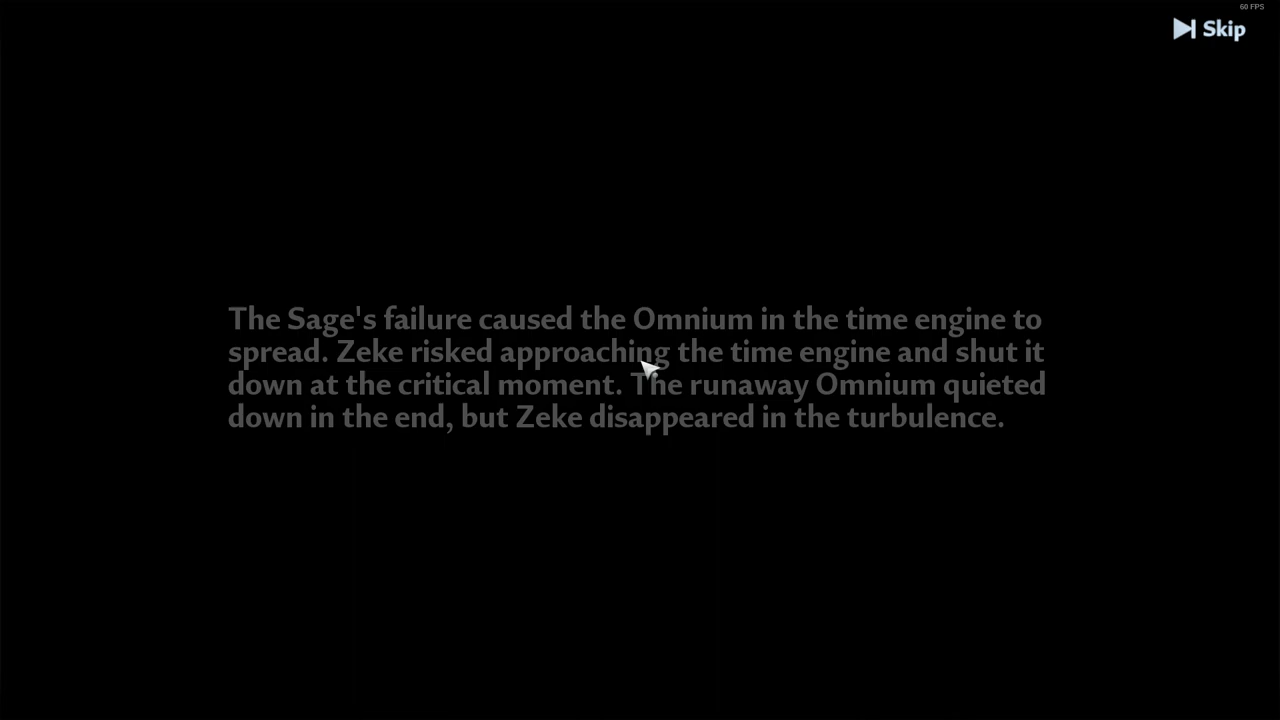 60 FPS
Skip
The Sage's failure caused the Omnium in the time engine to
spread. Zeke risked approaching the time engine and shut it
down at the critical moment. The runaway Omnium quieted
down in the end, but Zeke disappeared in the turbulence.